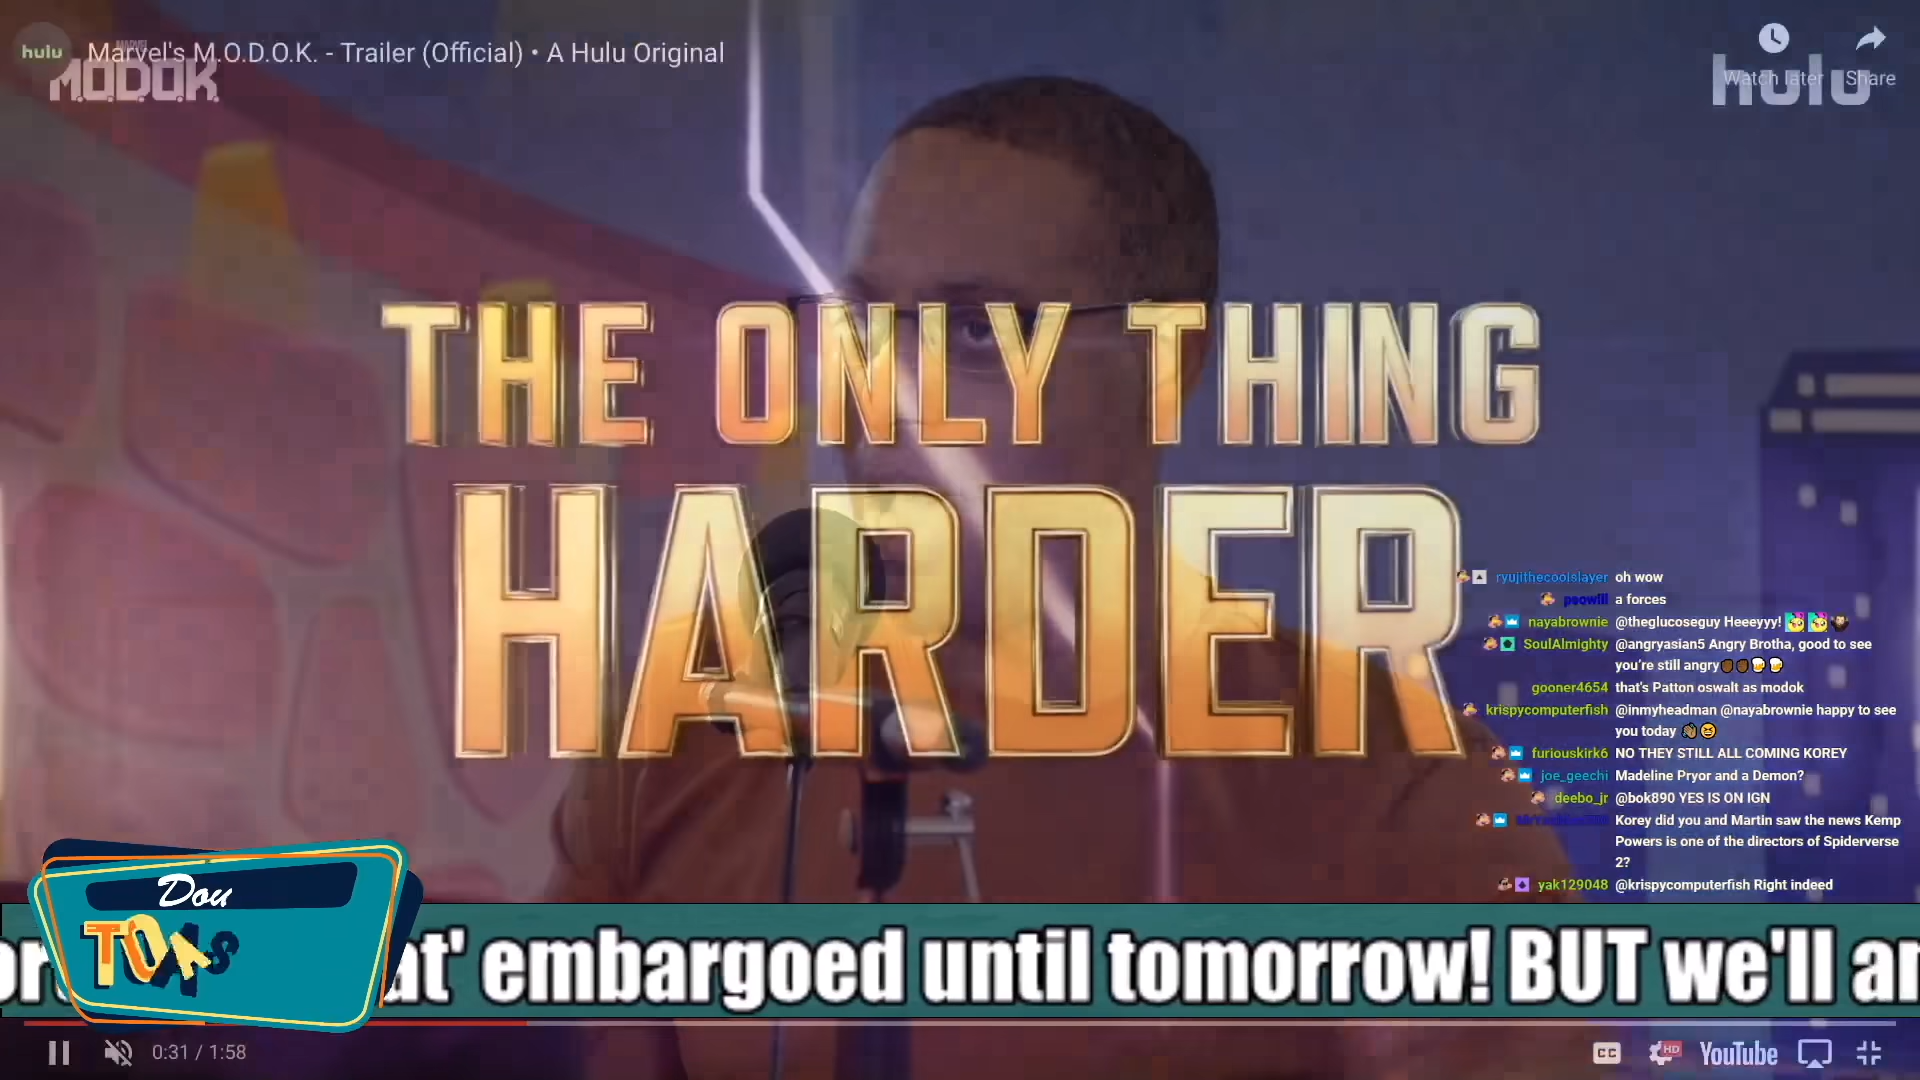 hulu
Marvel's M.O.D.O.K. - Trailer (Official) • A Hulu Original
MARVEL
M.O.D.O.K.
Watch later
Share
hulu
THE ONLY THING
HARDER
ryujithecoolslayer oh wow
peowill a forces
nayabrownie @theglucoseguy Heeeyyy!
SoulAlmighty @angryasian5 Angry Brotha, good to see
you're still angry
gooner4654 that's Patton oswalt as modok
krispycomputerfish @inmyheadman @nayabrownie happy to see
you today
furiouskirk6 NO THEY STILL ALL COMING KOREY
joe_geechi Madeline Pryor and a Demon?
deebo_jr @bok890 YES IS ON IGN
Korey did you and Martin saw the news Kemp
Powers is one of the directors of Spiderverse
2?
yak129048 @krispycomputerfish Right indeed
Dou
TOAs
at' embargoed until tomorrow! BUT we'll an
0:31 / 1:58
CC
HD
YouTube